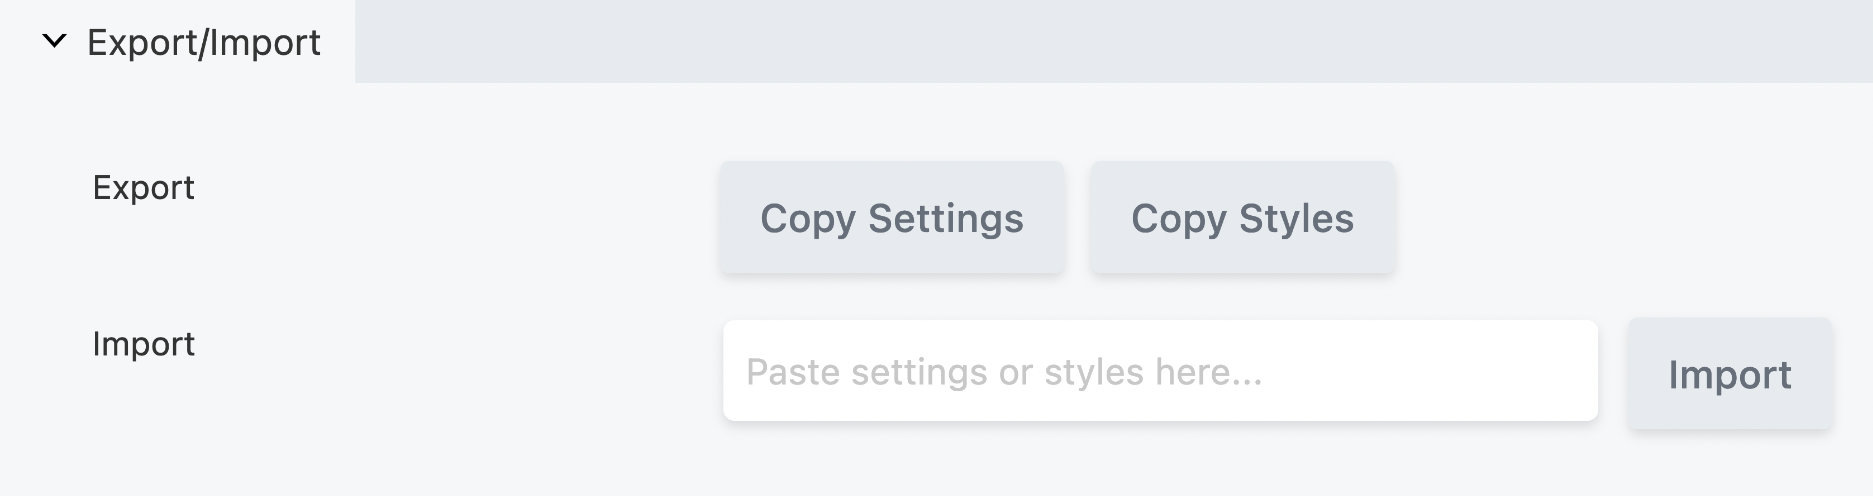 Export/Import
Export
Copy Settings Copy Styles
Import
Paste settings or styles here...
Import